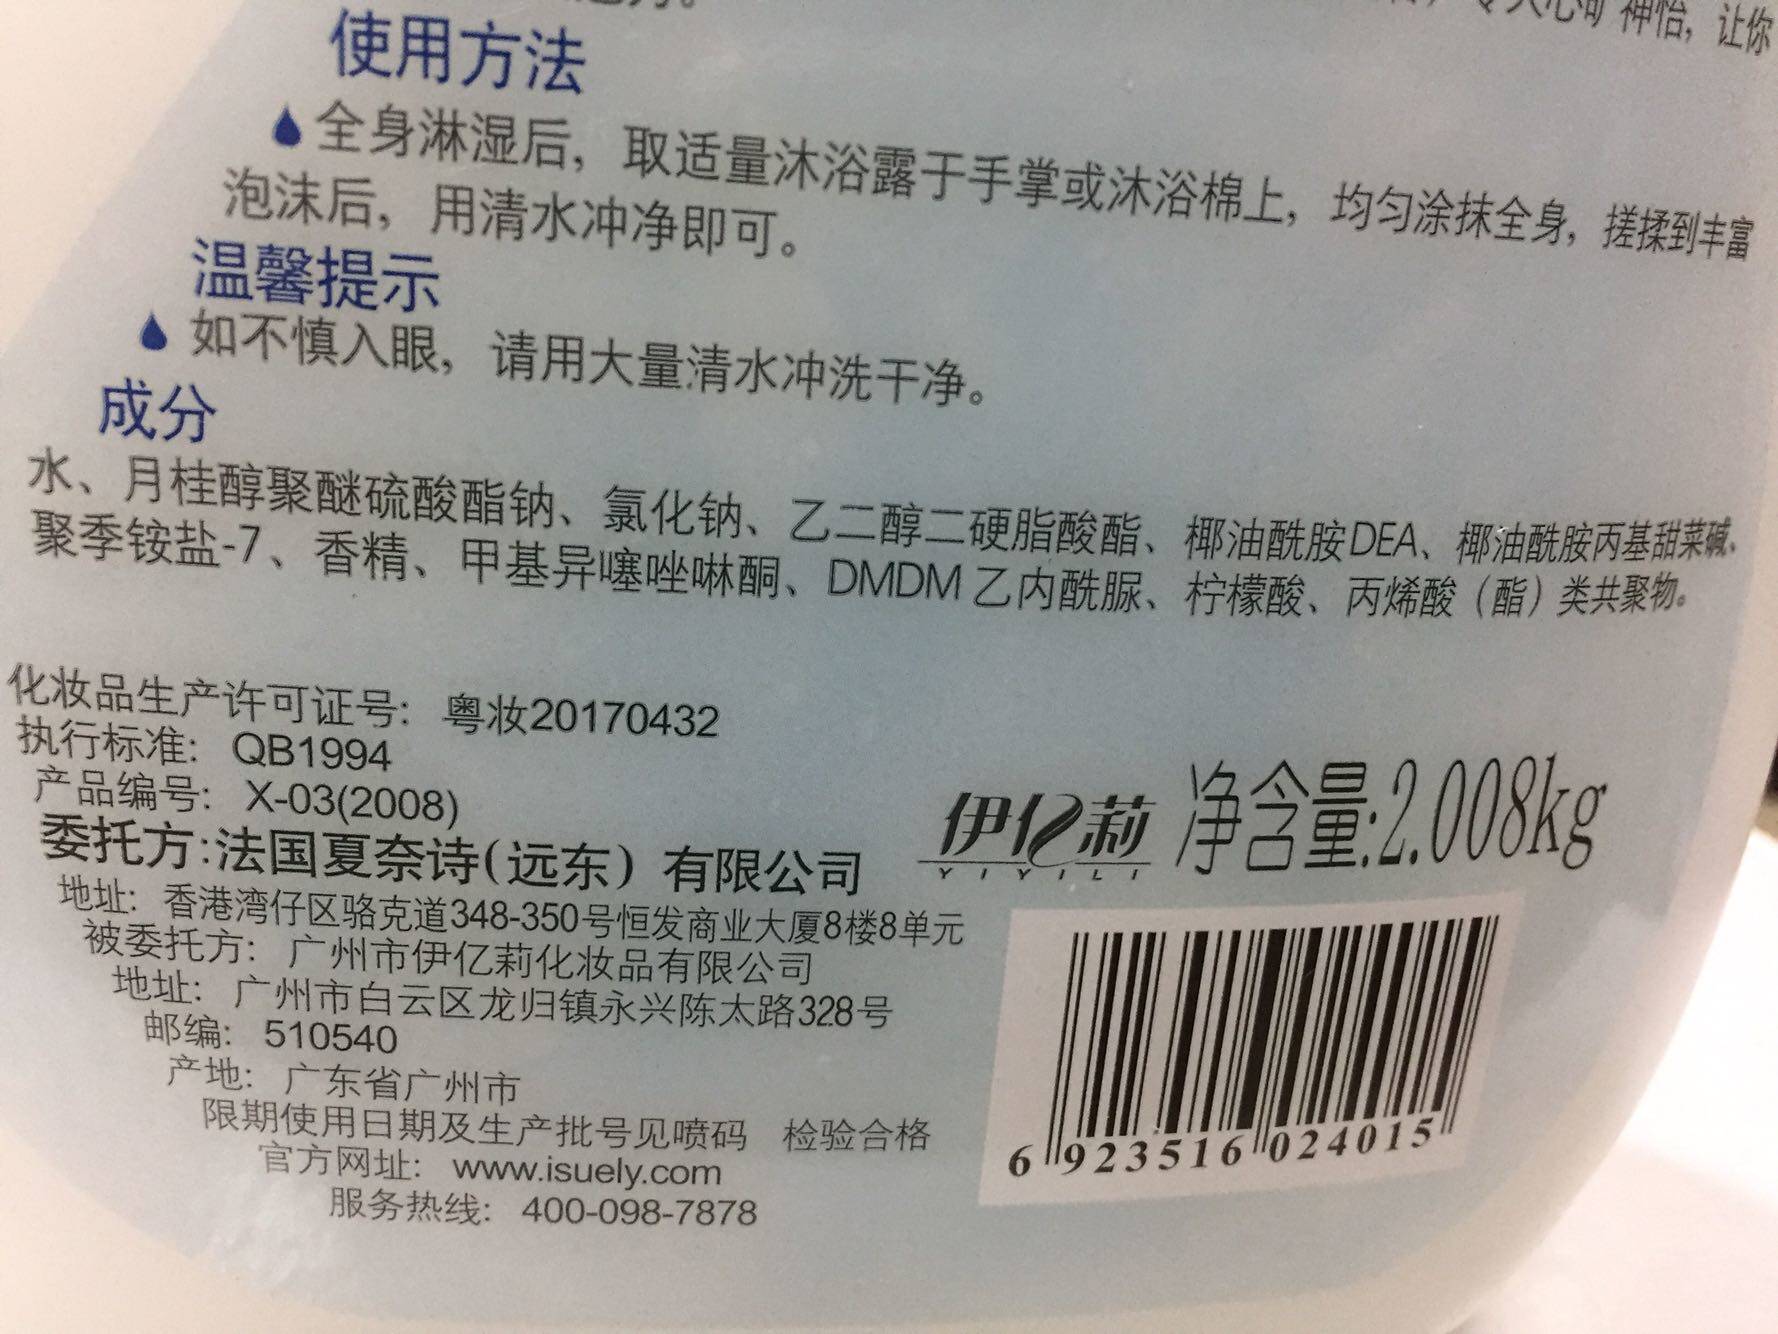 神怡，让你
使用方法
全身淋湿后，取适量沐浴露于手掌或沐浴棉上，均匀涂抹全身，搓揉到丰富
泡沫后，用清水冲净即可。
温馨提示
如不慎入眼，请用大量清水冲洗干净。
成分
水、月桂醇聚醚硫酸酯钠、氯化钠、乙二醇二硬脂酸酯、椰油酰胺DEA、椰油酰胺丙基甜菜碱、
聚季铵盐-7、香精、甲基异噻唑啉酮、DMDM 乙内酰脲、柠檬酸、丙烯酸（酯）类共聚物。
化妆品生产许可证号：粤妆20170432
执行标准：QB1994
产品编号：X-03(2008)
委托方:法国夏奈诗(远东）有限公司
地址：香港湾仔区骆克道348-350号恒发商业大厦8楼8单元
被委托方：广州市伊亿莉化妆品有限公司
地址：广州市白云区龙归镇永兴陈太路328号
邮编：510540
产地：广东省广州市
限期使用日期及生产批号见喷码 检验合格
官方网址：www.isuely.com
服务热线：400-098-7878
伊亿莉 净含量:2.008kg
YIYILI
6 923516 024015